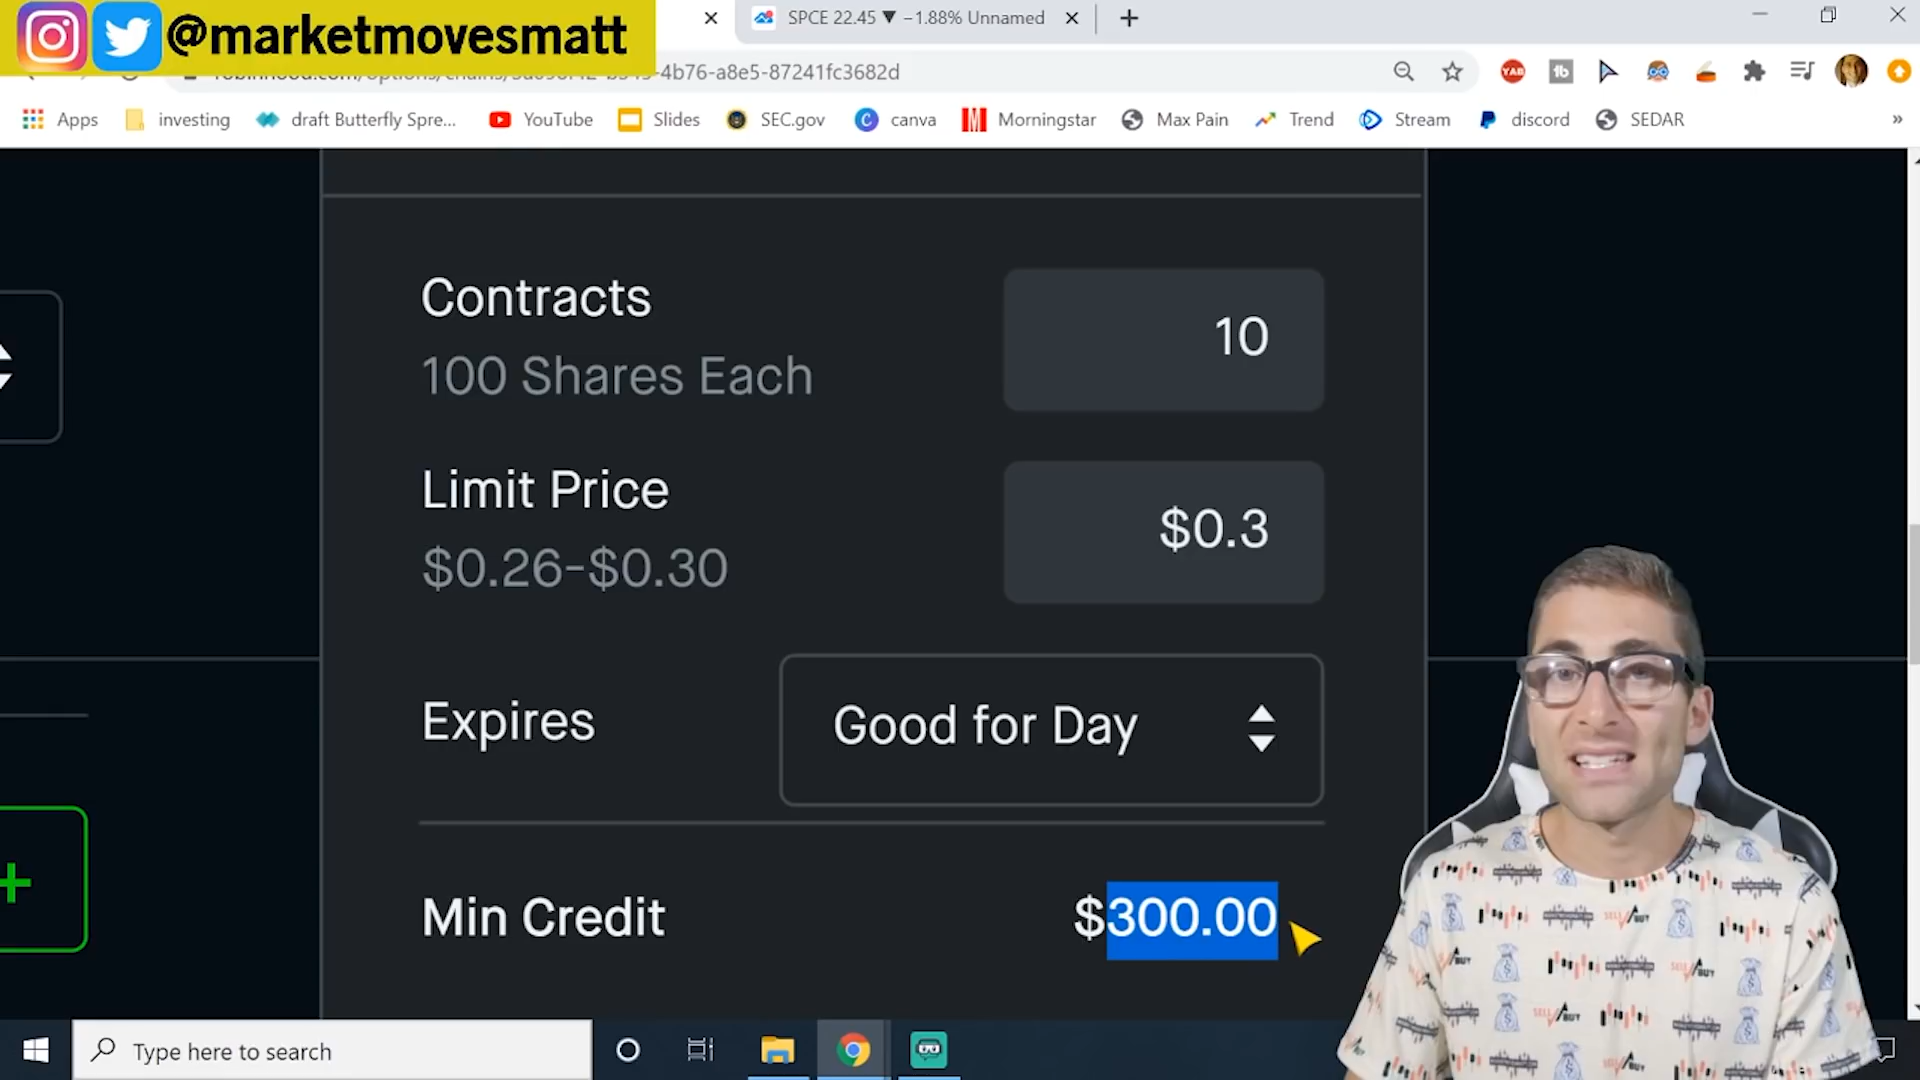 @marketmovesmatt
SPCE 22.45 ▼ −1.88% Unnamed
4b76-a8e5-87241fc3682d
Apps
investing
draft Butterfly Spre...
YouTube
Slides
SEC.gov
canva
Morningstar
Max Pain
Trend
Stream
discord
SEDAR
»
Contracts
10
100 Shares Each
Limit Price
$0.3
$0.26-$0.30
Expires
Good for Day
Min Credit
$300.00
Type here to search